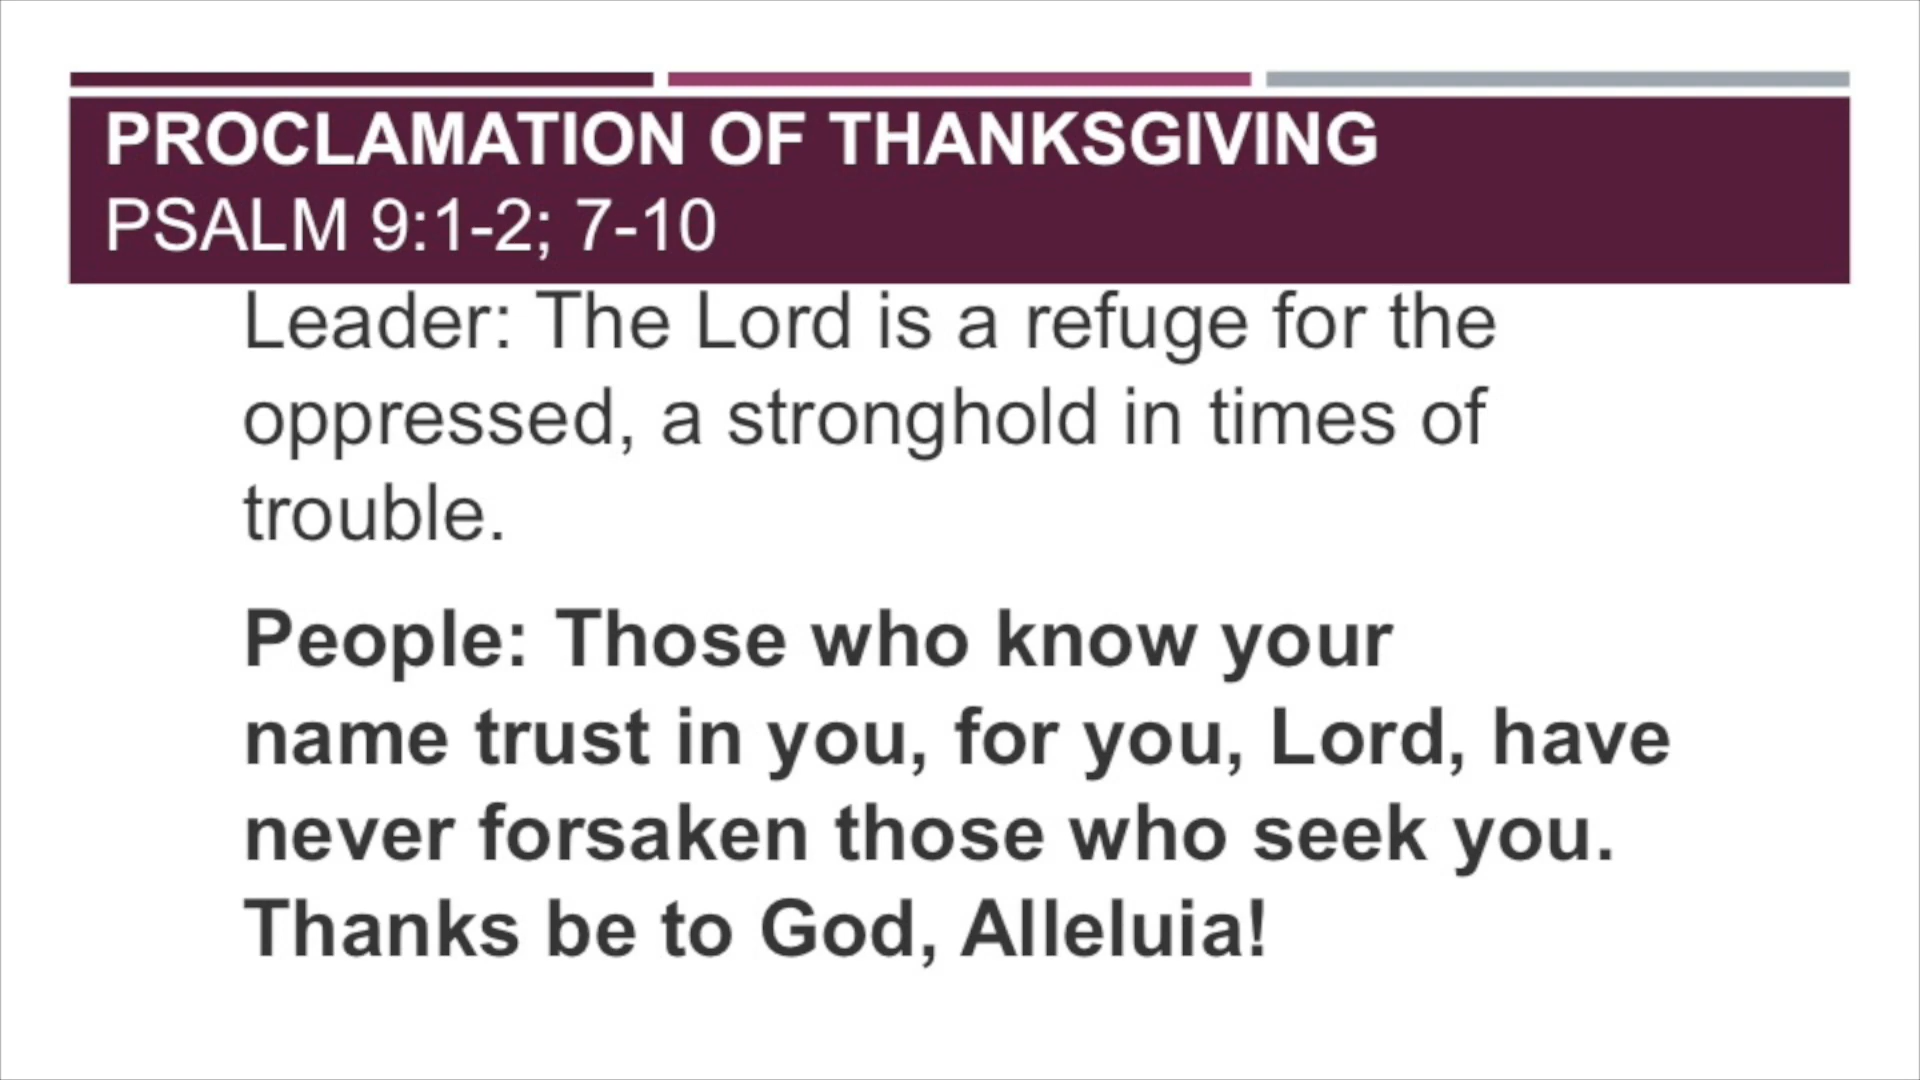 PROCLAMATION OF THANKSGIVING
PSALM 9:1-2; 7-10
Leader: The Lord is a refuge for the
oppressed, a stronghold in times of
trouble.
People: Those who know your
name trust in you, for you, Lord, have
never forsaken those who seek you.
Thanks be to God, Alleluia!